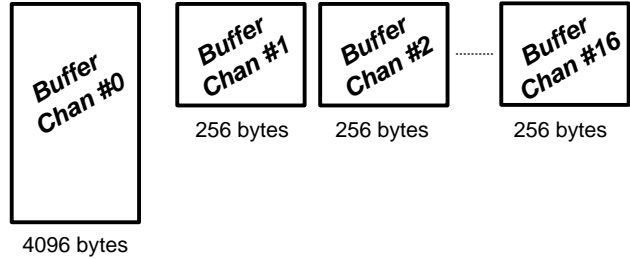 Buffer
Chan #0
Buffer
Chan #1
Buffer
Chan #2
Buffer
Chan #16
256 bytes
256 bytes
256 bytes
4096 bytes